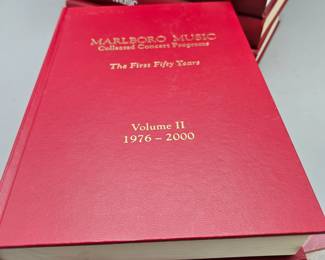 MARLBORO MUSIC
Collected Concert Programs
The First Fifty Years
Volume II
1976 – 2000